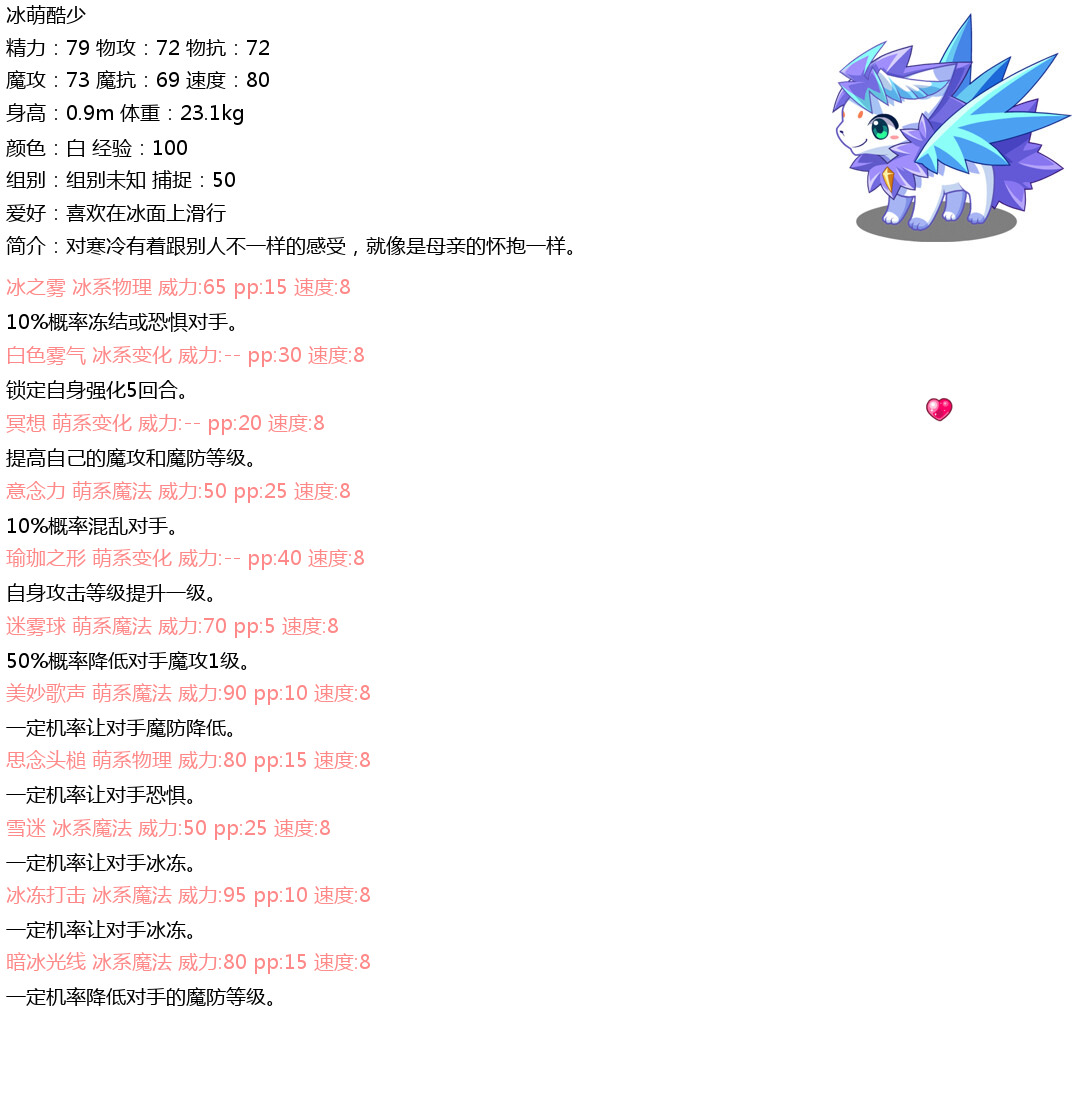 冰萌酷少
精力：79 物攻：72 物抗：72
魔攻：73 魔抗：69 速度：80
身高：0.9m 体重：23.1kg
颜色：白 经验：100
组别：组别未知 捕捉：50
爱好：喜欢在冰面上滑行
简介：对寒冷有着跟别人不一样的感受，就像是母亲的怀抱一样。
冰之雾 冰系物理 威力:65 pp:15 速度:8
10%概率冻结或恐惧对手。
白色雾气 冰系变化 威力:-- pp:30 速度:8
锁定自身强化5回合。
冥想 萌系变化 威力:-- pp:20 速度:8
提高自己的魔攻和魔防等级。
意念力 萌系魔法 威力:50 pp:25 速度:8
10%概率混乱对手。
瑜珈之形 萌系变化 威力:-- pp:40 速度:8
自身攻击等级提升一级。
迷雾球 萌系魔法 威力:70 pp:5 速度:8
50%概率降低对手魔攻1级。
美妙歌声 萌系魔法 威力:90 pp:10 速度:8
一定机率让对手魔防降低。
思念头槌 萌系物理 威力:80 pp:15 速度:8
一定机率让对手恐惧。
雪迷 冰系魔法 威力:50 pp:25 速度:8
一定机率让对手冰冻。
冰冻打击 冰系魔法 威力:95 pp:10 速度:8
一定机率让对手冰冻。
暗冰光线 冰系魔法 威力:80 pp:15 速度:8
一定机率降低对手的魔防等级。